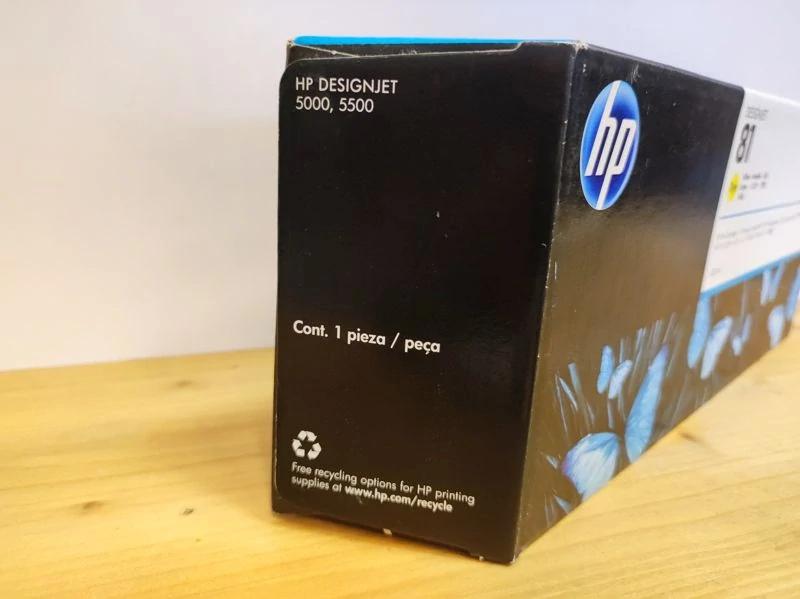 HP DESIGNJET
5000, 5500
Cont. 1 pieza / peça
Free recycling options for HP printing
supplies at www.hp.com/recycle
hp
DESIGNJET
81